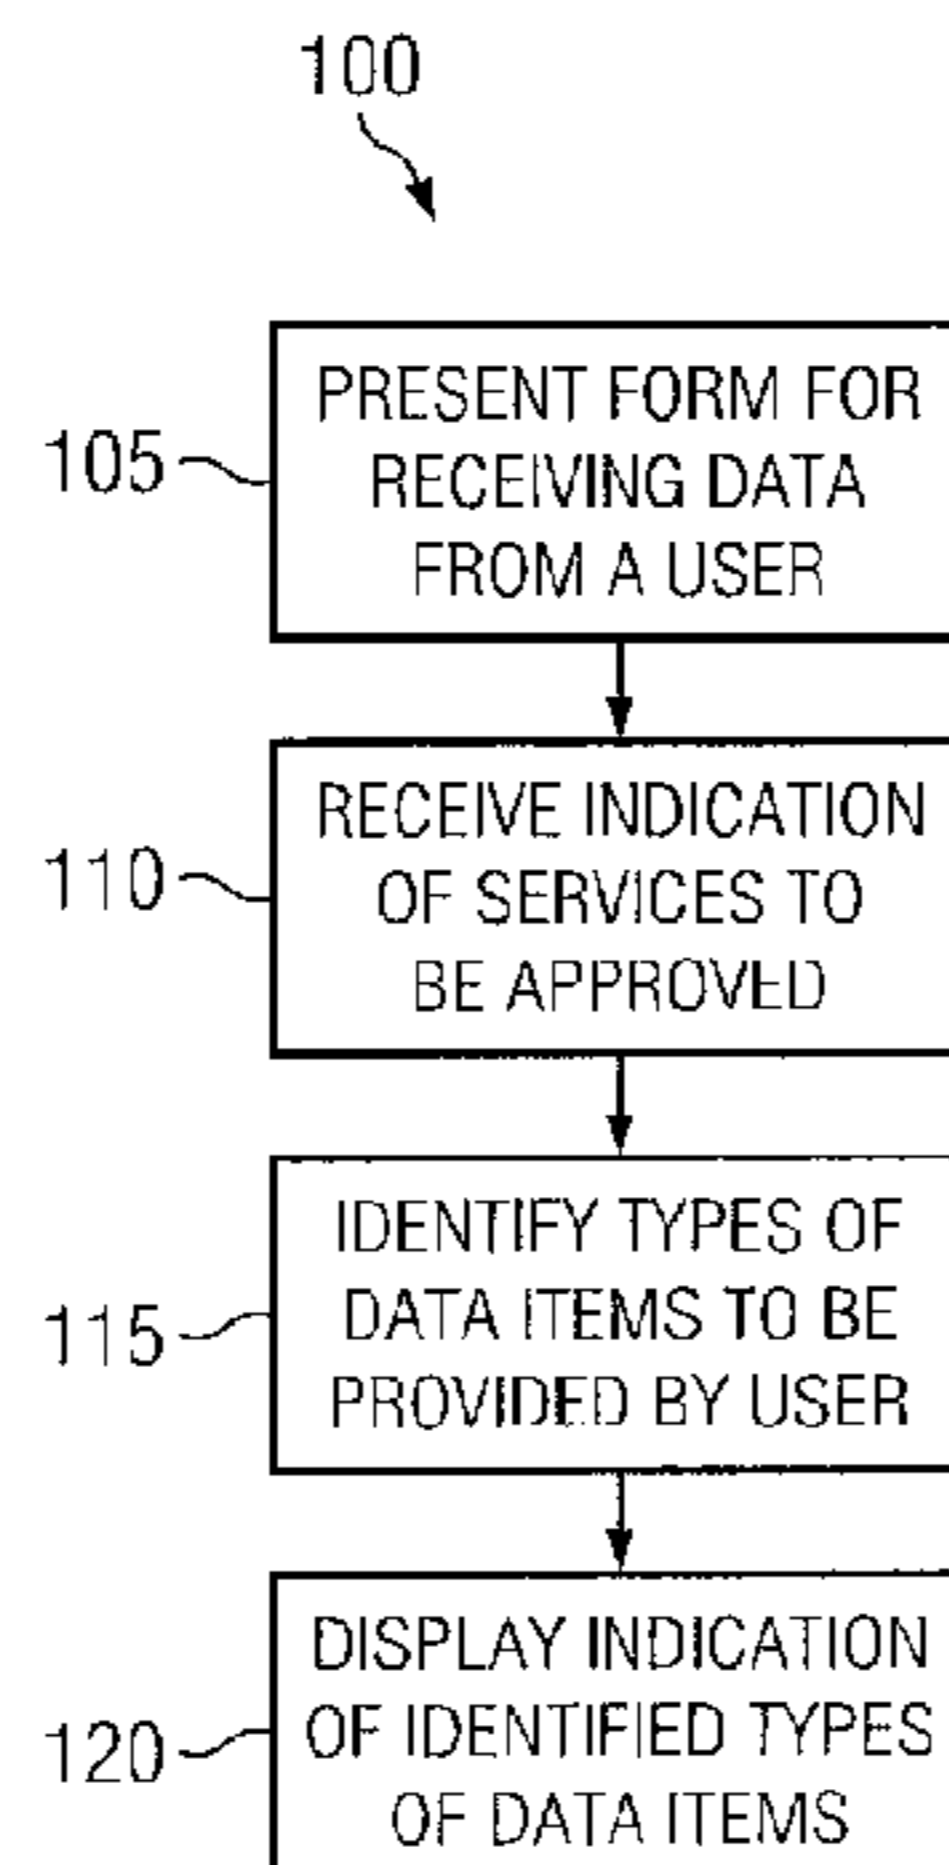 100
105
PRESENT FORM FOR
RECEIVING DATA
FROM A USER
110
RECEIVE INDICATION
OF SERVICES TO
BE APPROVED
115
IDENTIFY TYPES OF
DATA ITEMS TO BE
PROVIDED BY USER
120
DISPLAY INDICATION
OF IDENTIFIED TYPES
OF DATA ITEMS